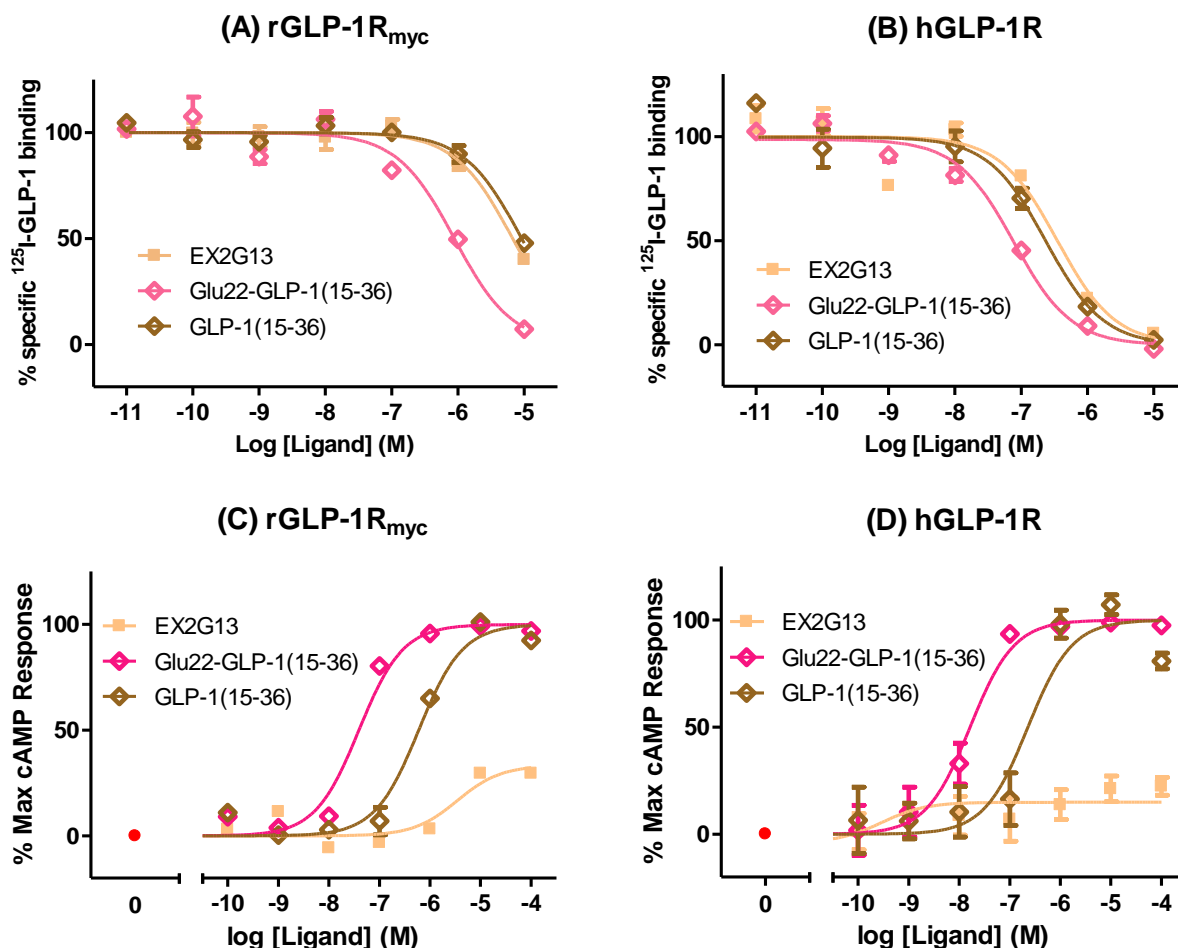 (A) rGLP-1Rmyc
% specific 125I-GLP-1 binding
100
50
0
EX2G13
Glu22-GLP-1(15-36)
GLP-1(15-36)
-11 -10 -9 -8 -7 -6 -5
Log [Ligand] (M)
(B) hGLP-1R
% specific 125I-GLP-1 binding
100
50
0
EX2G13
Glu22-GLP-1(15-36)
GLP-1(15-36)
-11 -10 -9 -8 -7 -6 -5
Log [Ligand] (M)
(C) rGLP-1Rmyc
% Max cAMP Response
100
50
0
EX2G13
Glu22-GLP-1(15-36)
GLP-1(15-36)
0 -10 -9 -8 -7 -6 -5 -4
log [Ligand] (M)
(D) hGLP-1R
% Max cAMP Response
100
50
0
EX2G13
Glu22-GLP-1(15-36)
GLP-1(15-36)
0 -10 -9 -8 -7 -6 -5 -4
log [Ligand] (M)